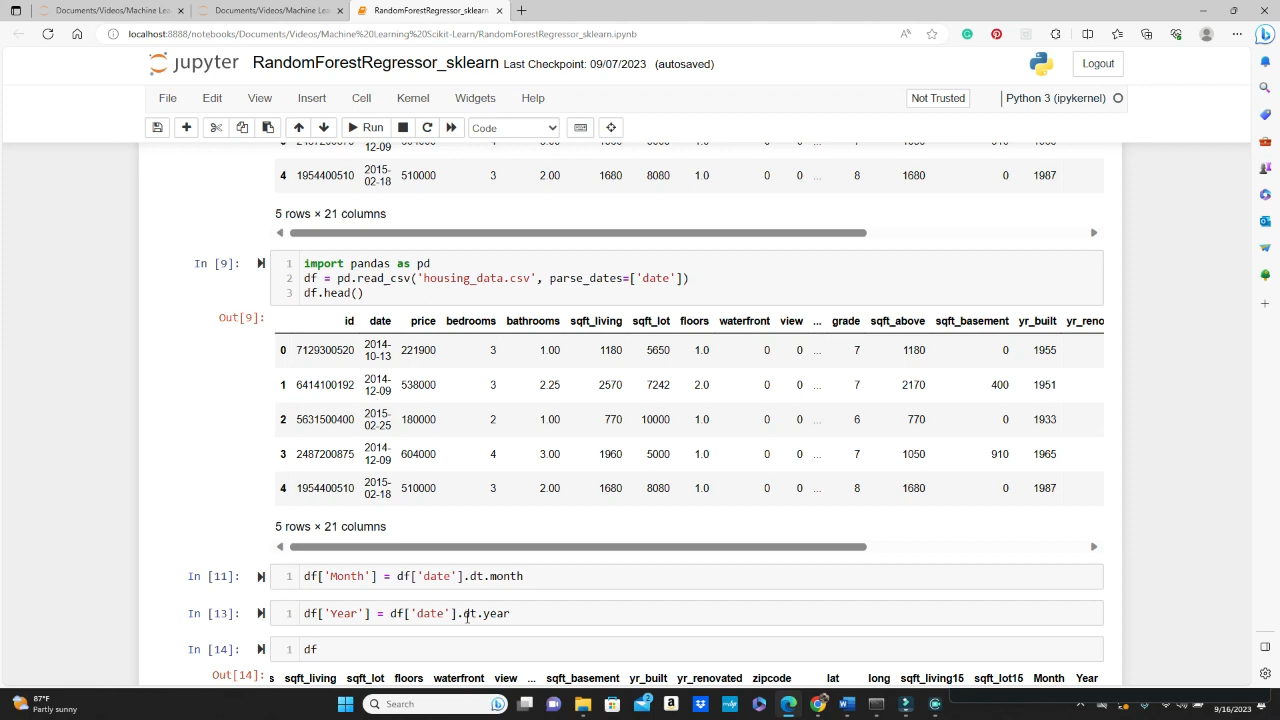 Documents/Videos/Machine Lea
Documents/Videos/Machine Lea
RandomForestRegressor_sklearn
localhost:8888/notebooks/Documents/Videos/Machine%20Learning%20Scikit-Learn/RandomForestRegressor_sklearn.ipynb
jupyter RandomForestRegressor_sklearn Last Checkpoint: 09/07/2023 (autosaved)
Logout
File Edit View Insert Cell Kernel Widgets Help
Not Trusted
Python 3 (ipykernel)
Run
Code
12-09
4 1954400510 2015-02-18 510000 3 2.00 1680 8080 1.0 0 0 ... 8 1680 0 1987
5 rows × 21 columns
In [9]:
1 import pandas as pd
2 df = pd.read_csv('housing_data.csv', parse_dates=['date'])
3 df.head()
Out[9]:
id date price bedrooms bathrooms sqft_living sqft_lot floors waterfront view ... grade sqft_above sqft_basement yr_built yr_reno
0 7129300520 2014-10-13 221900 3 1.00 1180 5650 1.0 0 0 ... 7 1180 0 1955
1 6414100192 2014-12-09 538000 3 2.25 2570 7242 2.0 0 0 ... 7 2170 400 1951
2 5631500400 2015-02-25 180000 2 1.00 770 10000 1.0 0 0 ... 6 770 0 1933
3 2487200875 2014-12-09 604000 4 3.00 1960 5000 1.0 0 0 ... 7 1050 910 1965
4 1954400510 2015-02-18 510000 3 2.00 1680 8080 1.0 0 0 ... 8 1680 0 1987
5 rows × 21 columns
In [11]: 1 df['Month'] = df['date'].dt.month
In [13]: 1 df['Year'] = df['date'].dt.year
In [14]: 1 df
Out[14]:
s sqft_living sqft_lot floors waterfront view ... sqft_basement yr_built yr_renovated zipcode lat long sqft_living15 sqft_lot15 Month Year
87°F
Partly sunny
Search
9/16/2023